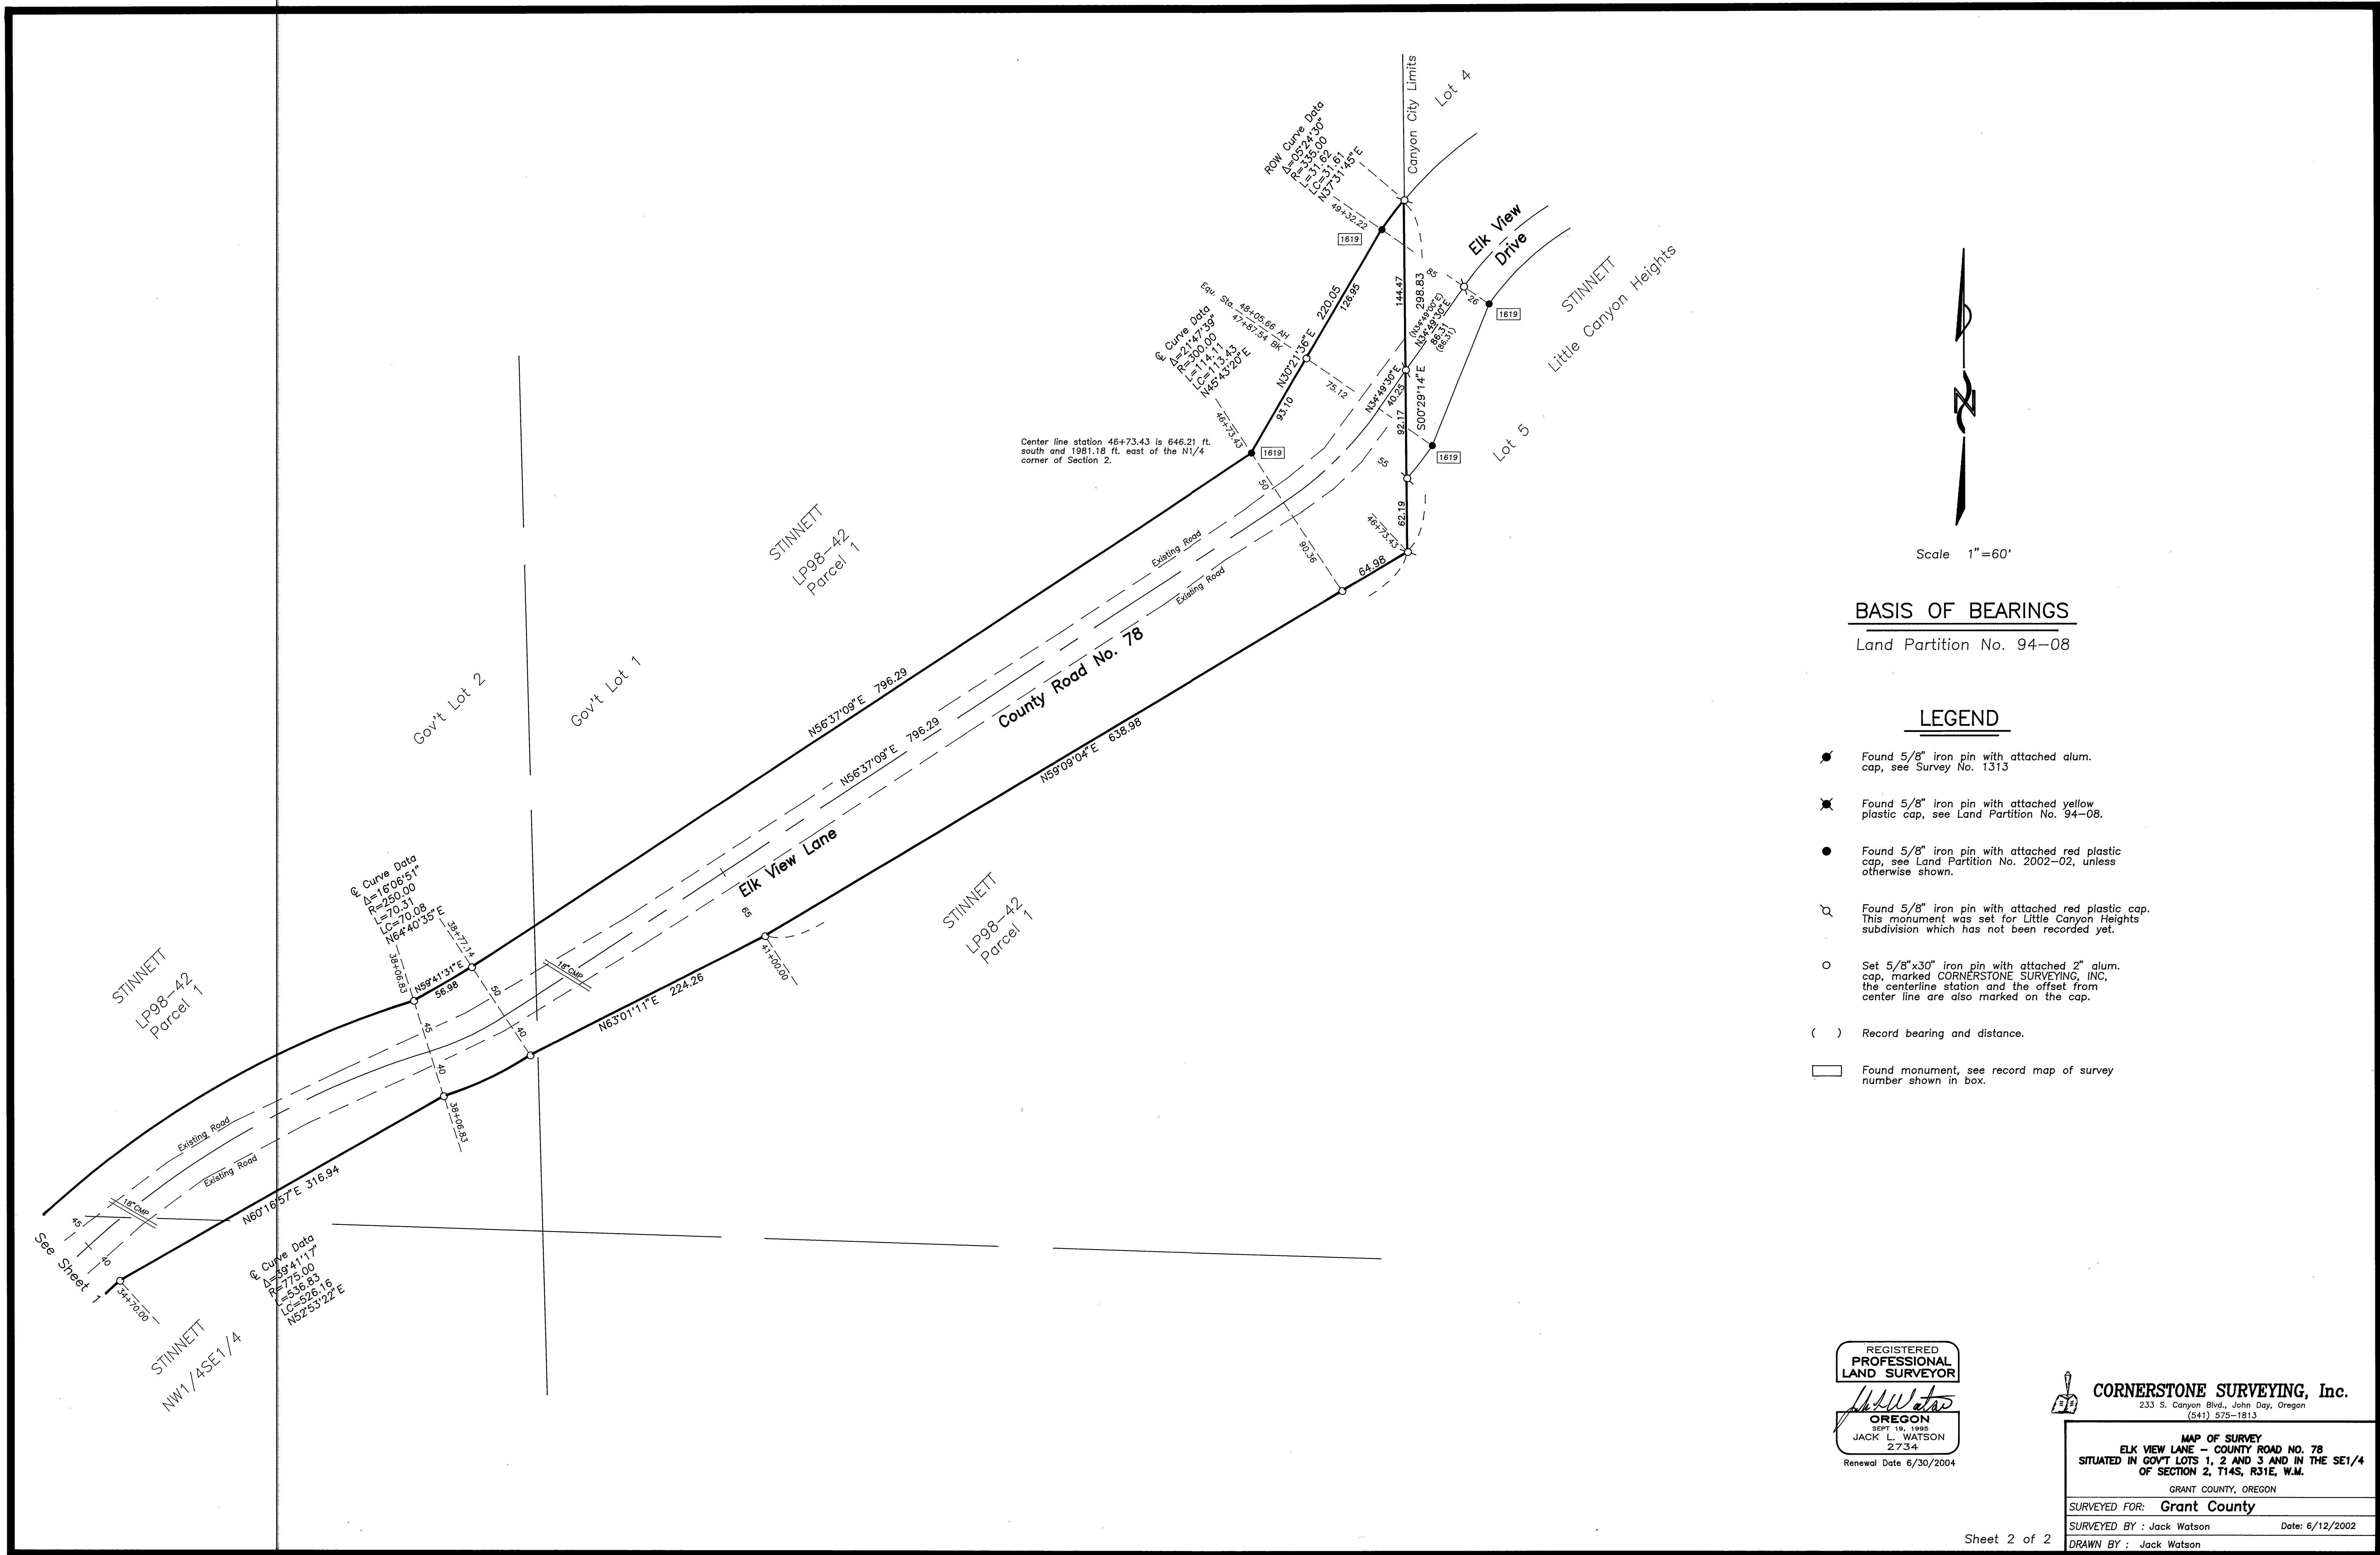 Canyon City Limits
Lot 4
ROW Curve Data
Δ=05°24'30"
R=335.00
L=31.62
LC=31.61
N37°31'45"E
49+32.22
1619
Elk View
Drive
STINNETT
Little Canyon Heights
85
26
1619
144.47
298.83
(N34°49'00"E)
N34°49'30"E
86.31
(86.31)
220.05
126.95
Equ. Sta. 48+05.66 AH
47+87.54 BK
℄ Curve Data
Δ=21°47'39"
R=300.00
L=114.11
LC=113.43
N45°43'20"E
N30°21'36"E
93.10
75.12
46+73.43
N34°49'30"E
40.25
92.17
S00°29'14"E
1619
55
Lot 5
Center line station 46+73.43 is 646.21 ft.
south and 1981.18 ft. east of the N1/4
corner of Section 2.
1619
50
62.19
46+73.43
90.36
64.98
STINNETT
LP98-42
Parcel 1
Existing Road
Existing Road
Gov't Lot 2
Gov't Lot 1
N56°37'09"E 796.29
N56°37'09"E 796.29
County Road No. 78
N59°09'04"E 638.98
Elk View Lane
65
41+00.00
STINNETT
LP98-42
Parcel 1
℄ Curve Data
Δ=16°06'51"
R=250.00
L=70.31
LC=70.08
N64°40'35"E
38+77.14
38+06.83
N59°41'31"E
56.98
50
18"CMP
45
40
40
N63°01'11"E 224.26
38+06.83
STINNETT
LP98-42
Parcel 1
Existing Road
Existing Road
18"CMP
N60°16'57"E 316.94
45
40
See Sheet 1
34+70.00
℄ Curve Data
Δ=39°41'17"
R=775.00
L=536.83
LC=526.16
N52°53'22"E
STINNETT
NW1/4SE1/4
N
Scale 1"=60'
BASIS OF BEARINGS
Land Partition No. 94-08
LEGEND
Found 5/8" iron pin with attached alum.
cap, see Survey No. 1313
Found 5/8" iron pin with attached yellow
plastic cap, see Land Partition No. 94-08.
Found 5/8" iron pin with attached red plastic
cap, see Land Partition No. 2002-02, unless
otherwise shown.
Found 5/8" iron pin with attached red plastic cap.
This monument was set for Little Canyon Heights
subdivision which has not been recorded yet.
Set 5/8"x30" iron pin with attached 2" alum.
cap, marked CORNERSTONE SURVEYING, INC,
the centerline station and the offset from
center line are also marked on the cap.
( ) Record bearing and distance.
Found monument, see record map of survey
number shown in box.
REGISTERED
PROFESSIONAL
LAND SURVEYOR
Jack L Watson
OREGON
SEPT 19, 1995
JACK L. WATSON
2734
Renewal Date 6/30/2004
CORNERSTONE SURVEYING, Inc.
233 S. Canyon Blvd., John Day, Oregon
(541) 575-1813
MAP OF SURVEY
ELK VIEW LANE - COUNTY ROAD NO. 78
SITUATED IN GOV'T LOTS 1, 2 AND 3 AND IN THE SE1/4
OF SECTION 2, T14S, R31E, W.M.
GRANT COUNTY, OREGON
SURVEYED FOR: Grant County
SURVEYED BY : Jack Watson Date: 6/12/2002
DRAWN BY : Jack Watson
Sheet 2 of 2